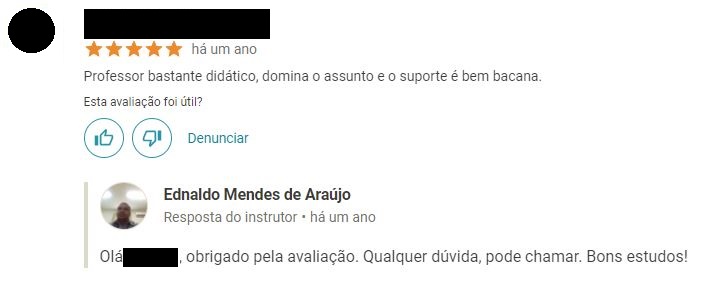 há um ano
Professor bastante didático, domina o assunto e o suporte é bem bacana.
Esta avaliação foi útil?
Denunciar
Ednaldo Mendes de Araújo
Resposta do instrutor • há um ano
Olá , obrigado pela avaliação. Qualquer dúvida, pode chamar. Bons estudos!